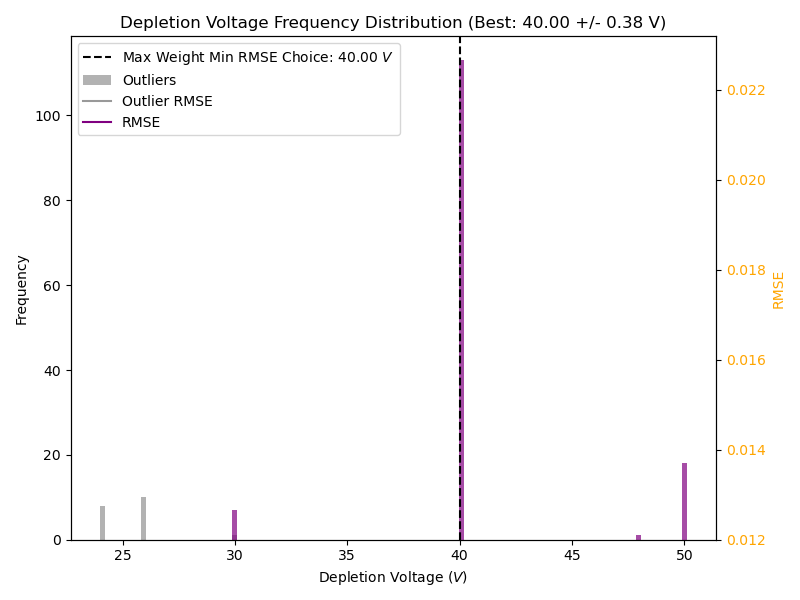 Depletion Voltage Frequency Distribution (Best: 40.00 +/- 0.38 V)
Max Weight Min RMSE Choice: 40.00 V
Outliers
Outlier RMSE
RMSE
Frequency
100
80
60
40
20
0
0.022
0.020
0.018
0.016
0.014
0.012
RMSE
25 30 35 40 45 50
Depletion Voltage (V)